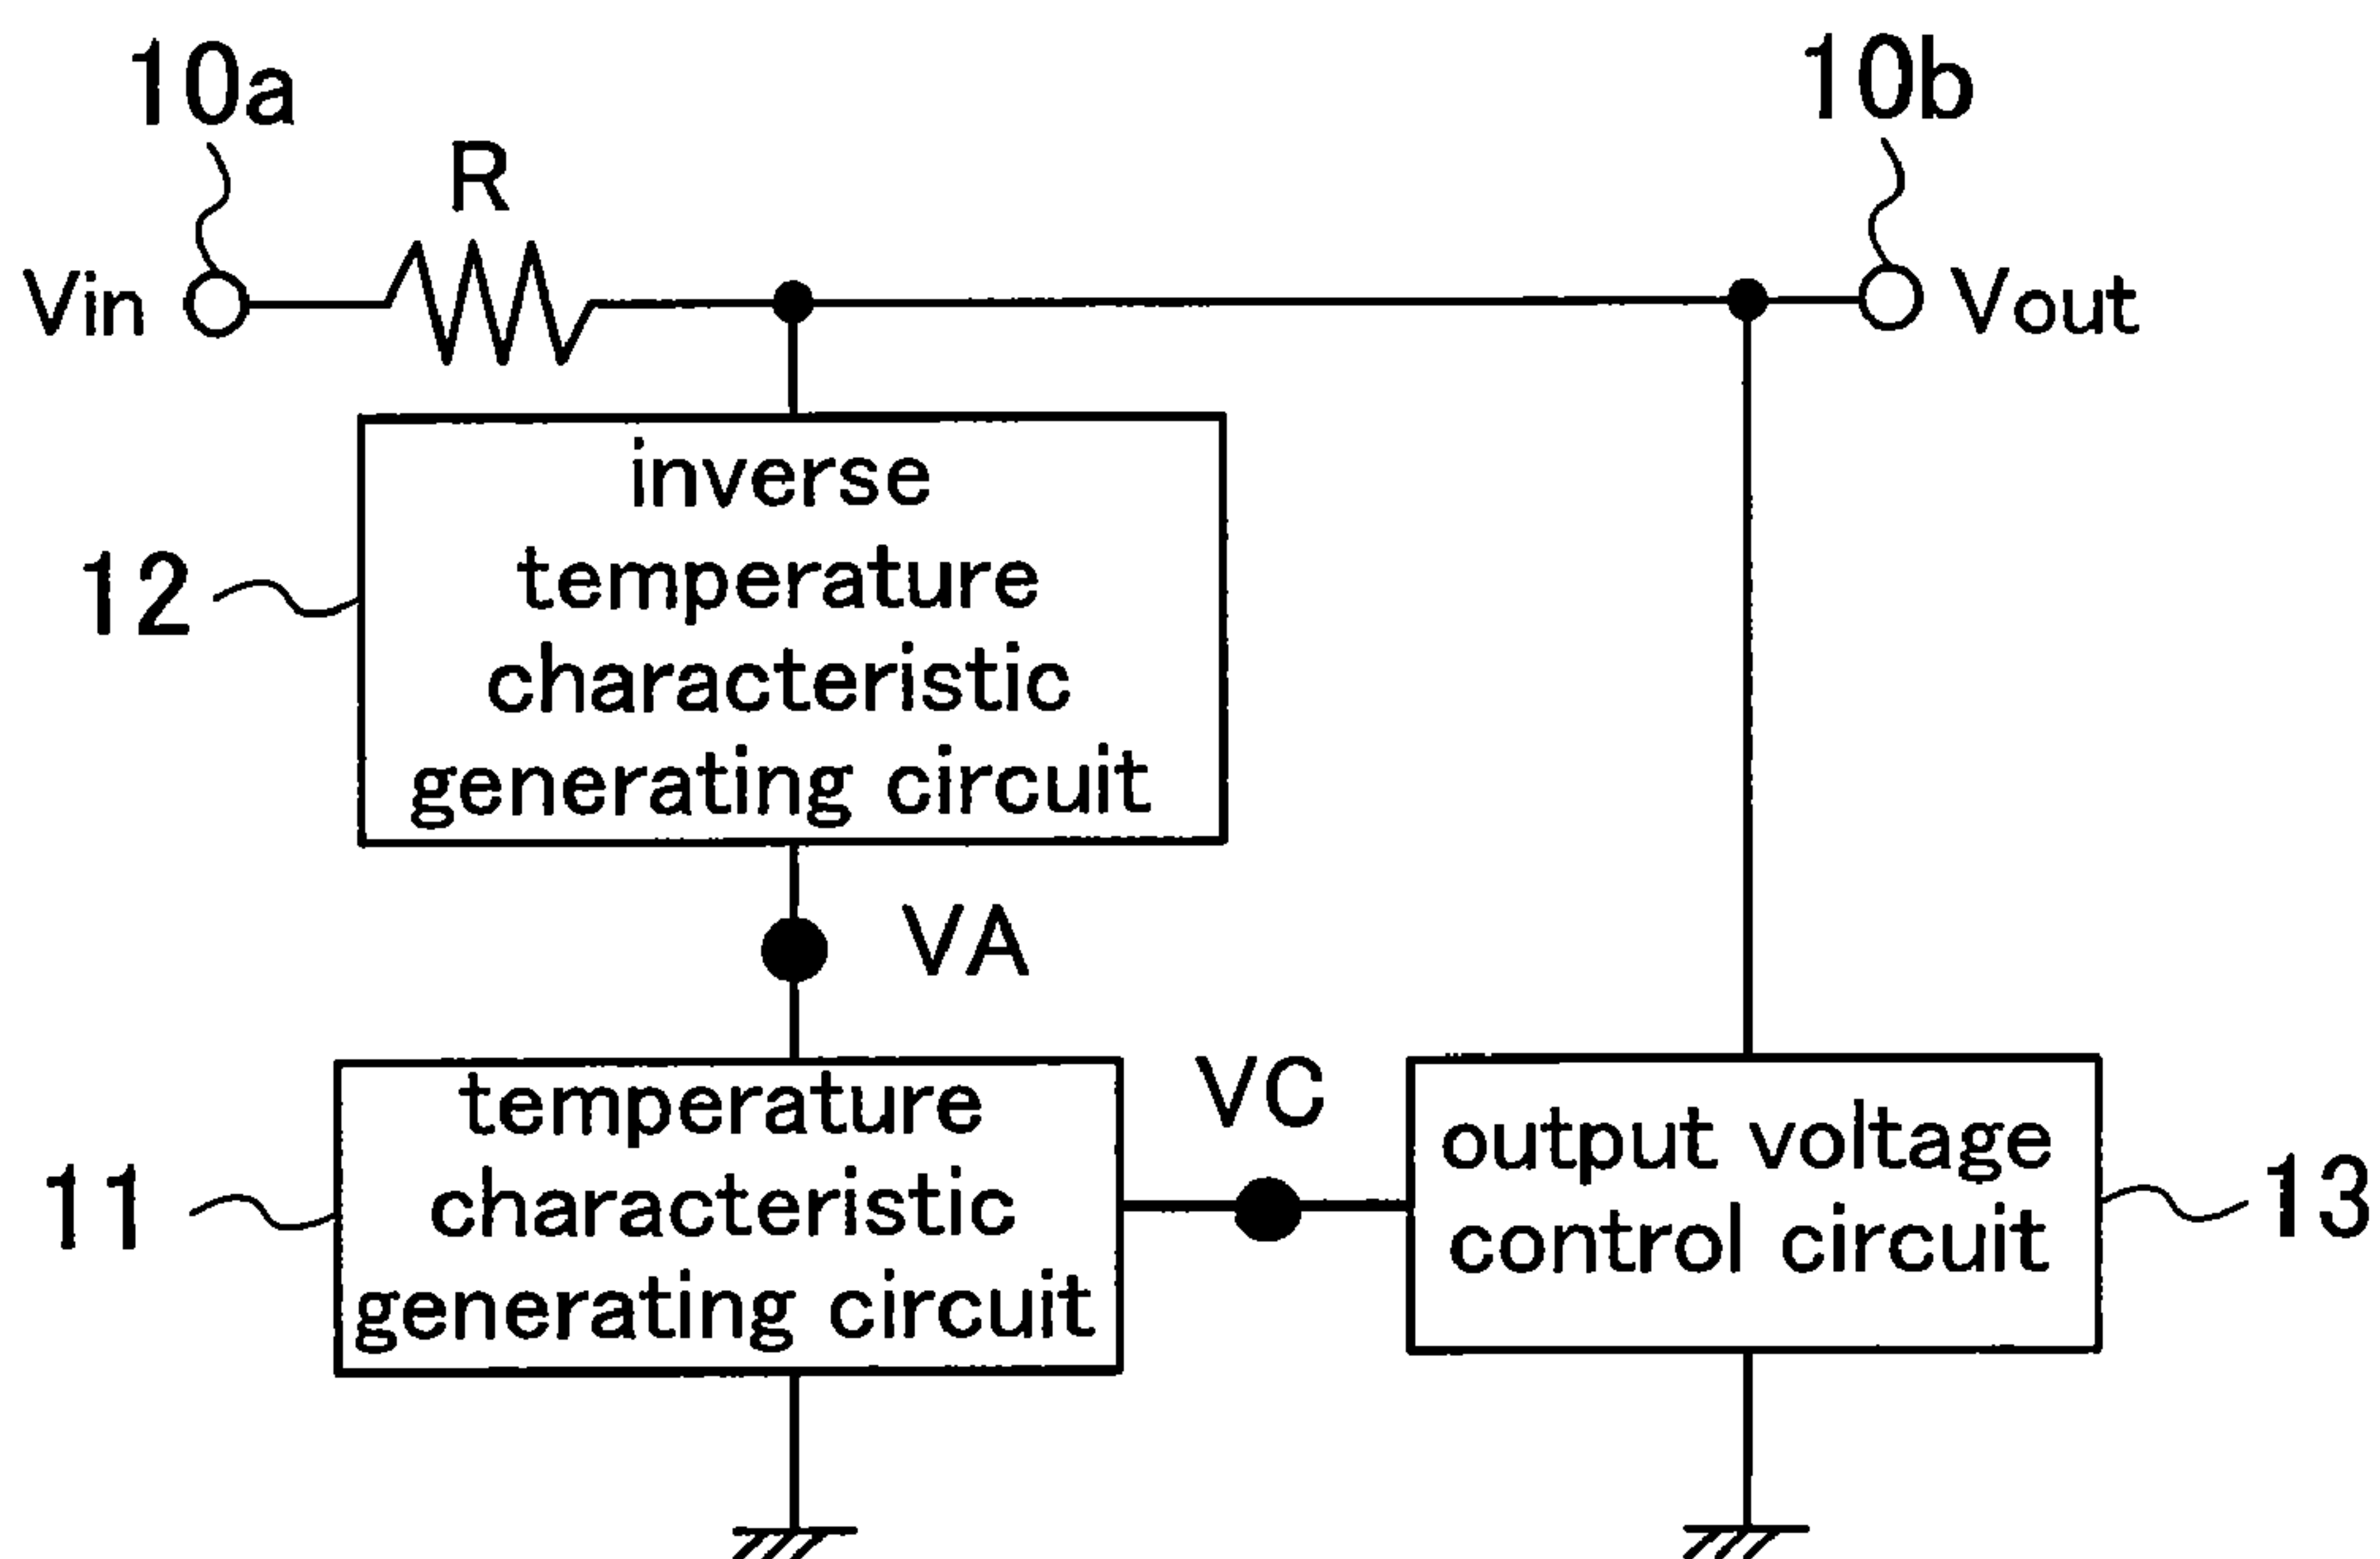 10a
10b
R
Vin
Vout
inverse
temperature
characteristic
generating circuit
12
VA
temperature
characteristic
generating circuit
11
VC
output voltage
control circuit
13